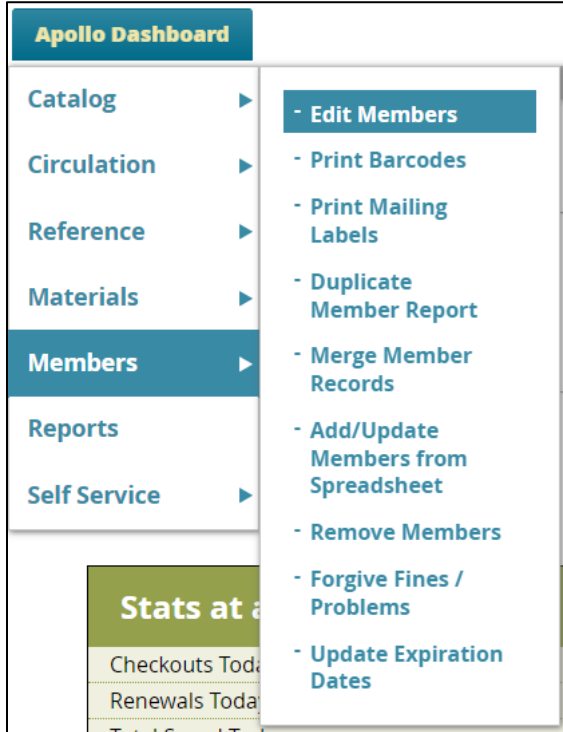 Apollo Dashboard
Catalog
Circulation
Reference
Materials
Members
Reports
Self Service
- Edit Members
- Print Barcodes
- Print Mailing
Labels
- Duplicate
Member Report
- Merge Member
Records
- Add/Update
Members from
Spreadsheet
- Remove Members
- Forgive Fines /
Problems
- Update Expiration
Dates
Stats at a
Checkouts Toda
Renewals Today